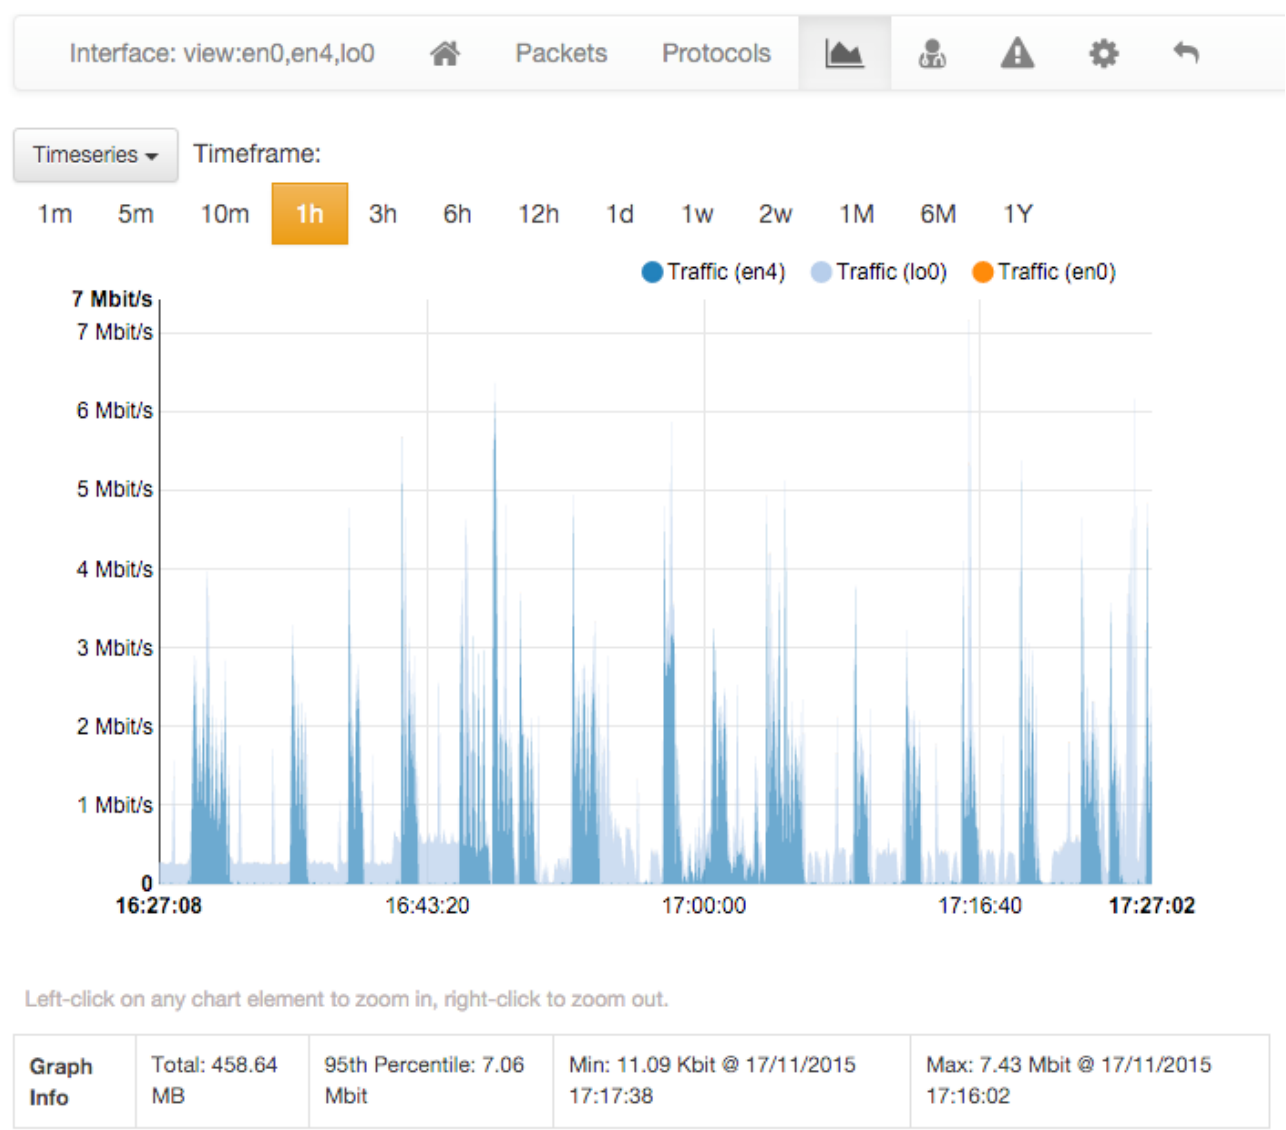 Interface: view:en0,en4,lo0 Packets Protocols
Timeseries Timeframe:
1m 5m 10m 1h 3h 6h 12h 1d 1w 2w 1M 6M 1Y
Traffic (en4) Traffic (lo0) Traffic (en0)
7 Mbit/s
7 Mbit/s
6 Mbit/s
5 Mbit/s
4 Mbit/s
3 Mbit/s
2 Mbit/s
1 Mbit/s
0
16:27:08 16:43:20 17:00:00 17:16:40 17:27:02
Left-click on any chart element to zoom in, right-click to zoom out.
Graph Info
Total: 458.64 MB
95th Percentile: 7.06 Mbit
Min: 11.09 Kbit @ 17/11/2015 17:17:38
Max: 7.43 Mbit @ 17/11/2015 17:16:02